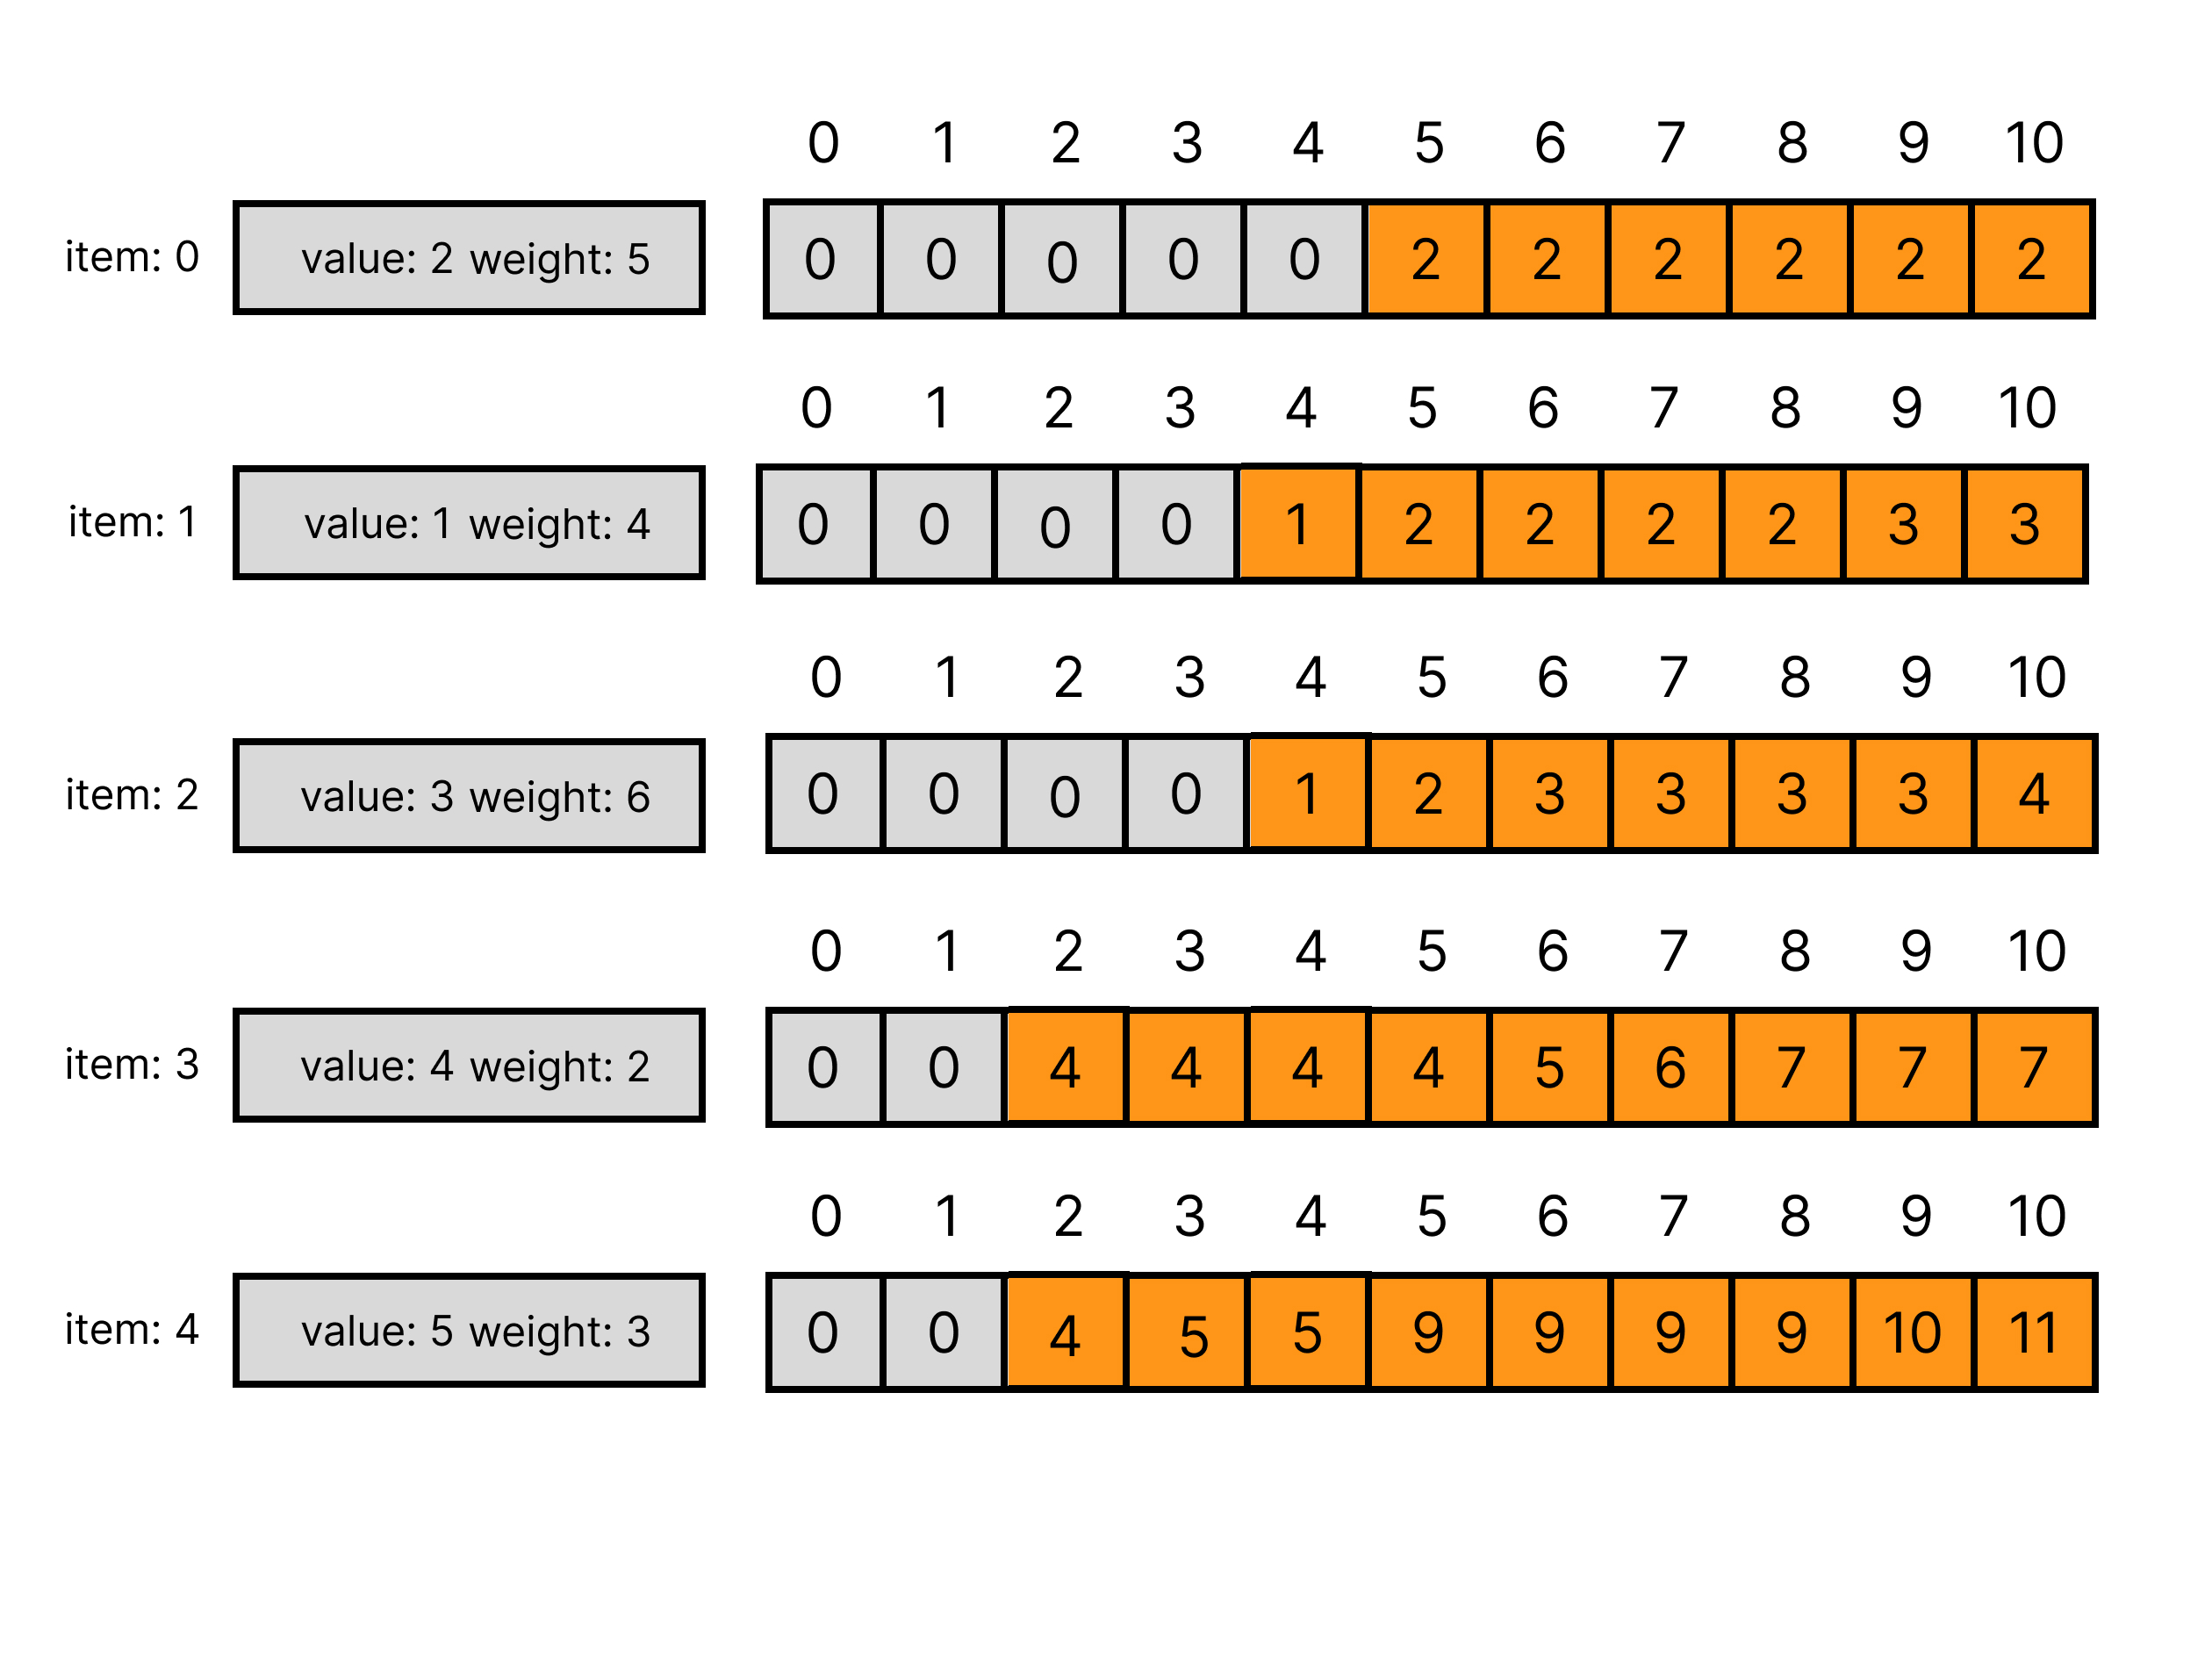 0 1 2 3 4 5 6 7 8 9 10
item: 0 value: 2 weight: 5 0 0 0 0 0 2 2 2 2 2 2
0 1 2 3 4 5 6 7 8 9 10
item: 1 value: 1 weight: 4 0 0 0 0 1 2 2 2 2 3 3
0 1 2 3 4 5 6 7 8 9 10
item: 2 value: 3 weight: 6 0 0 0 0 1 2 3 3 3 3 4
0 1 2 3 4 5 6 7 8 9 10
item: 3 value: 4 weight: 2 0 0 4 4 4 4 5 6 7 7 7
0 1 2 3 4 5 6 7 8 9 10
item: 4 value: 5 weight: 3 0 0 4 5 5 9 9 9 9 10 11